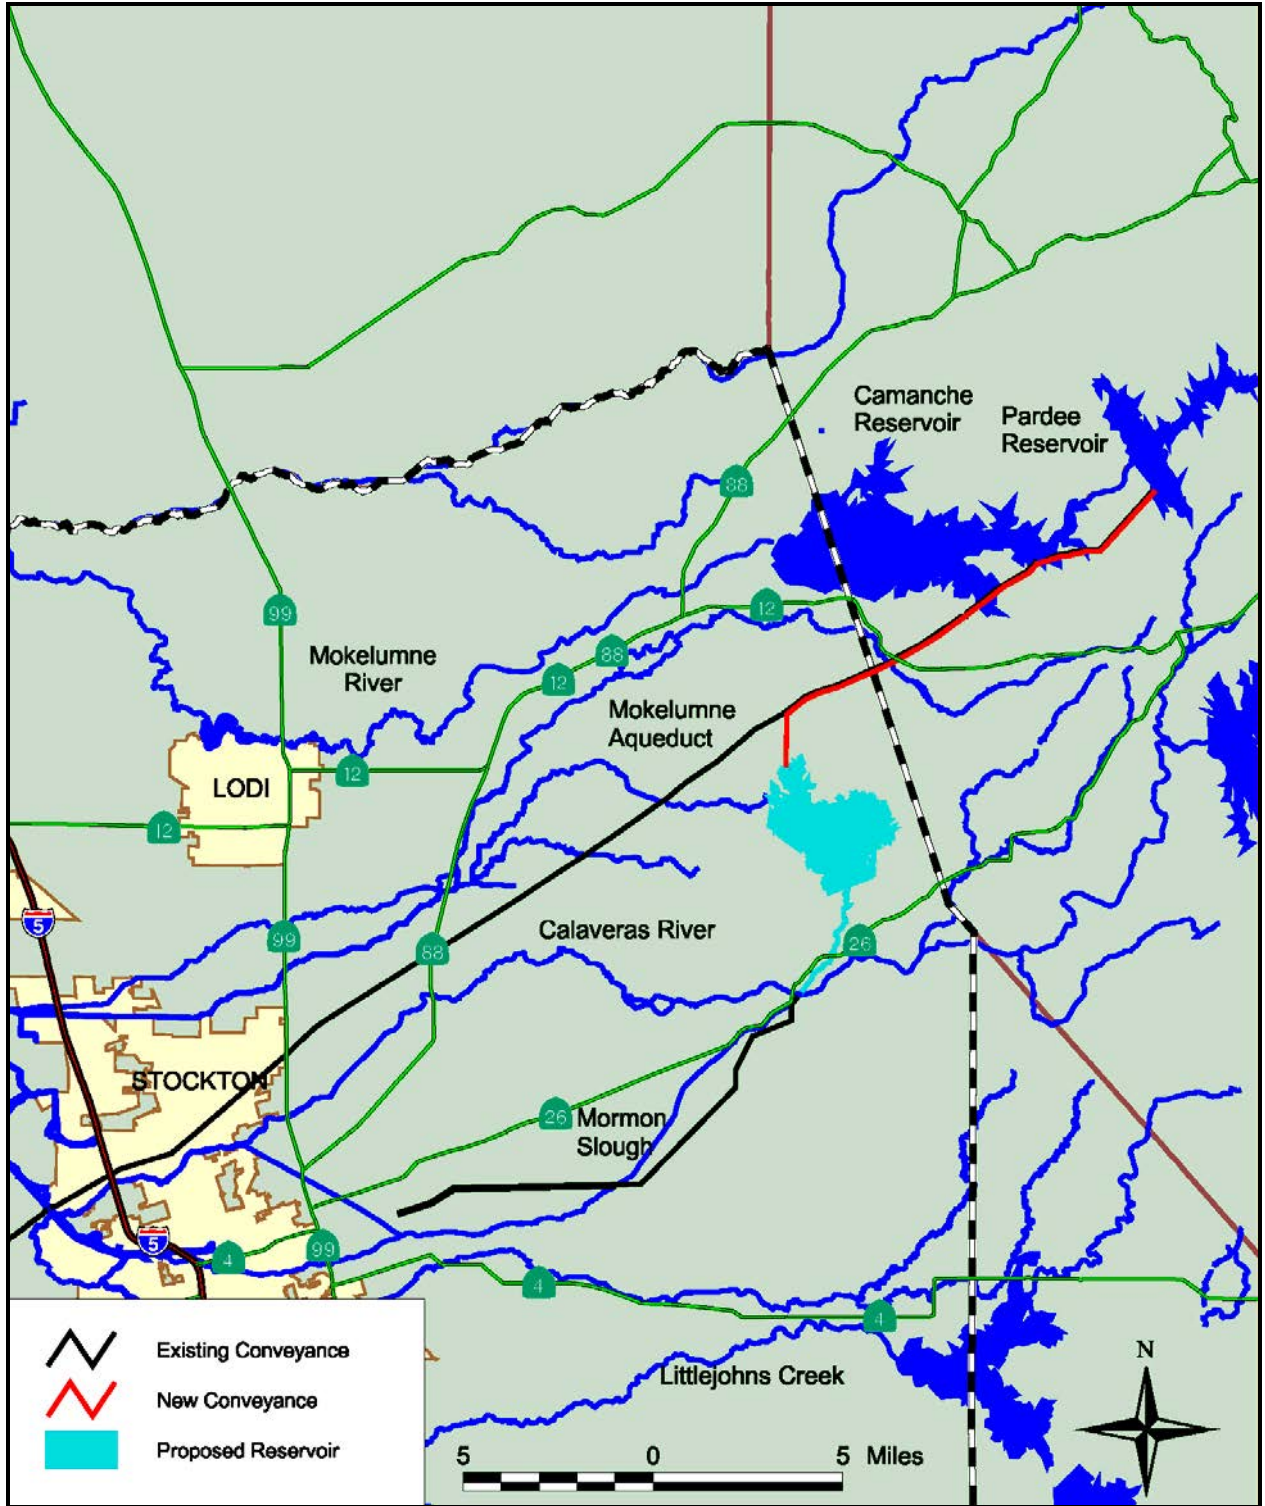 Camanche
Reservoir
Pardee
Reservoir
88
99
12
Mokelumne
River
88
12
Mokelumne
Aqueduct
12
LODI
12
5
99
88
Calaveras River
26
STOCKTON
26
Mormon
Slough
5
99
4
4
4
Existing Conveyance
New Conveyance
Proposed Reservoir
Littlejohns Creek
N
5 0 5 Miles